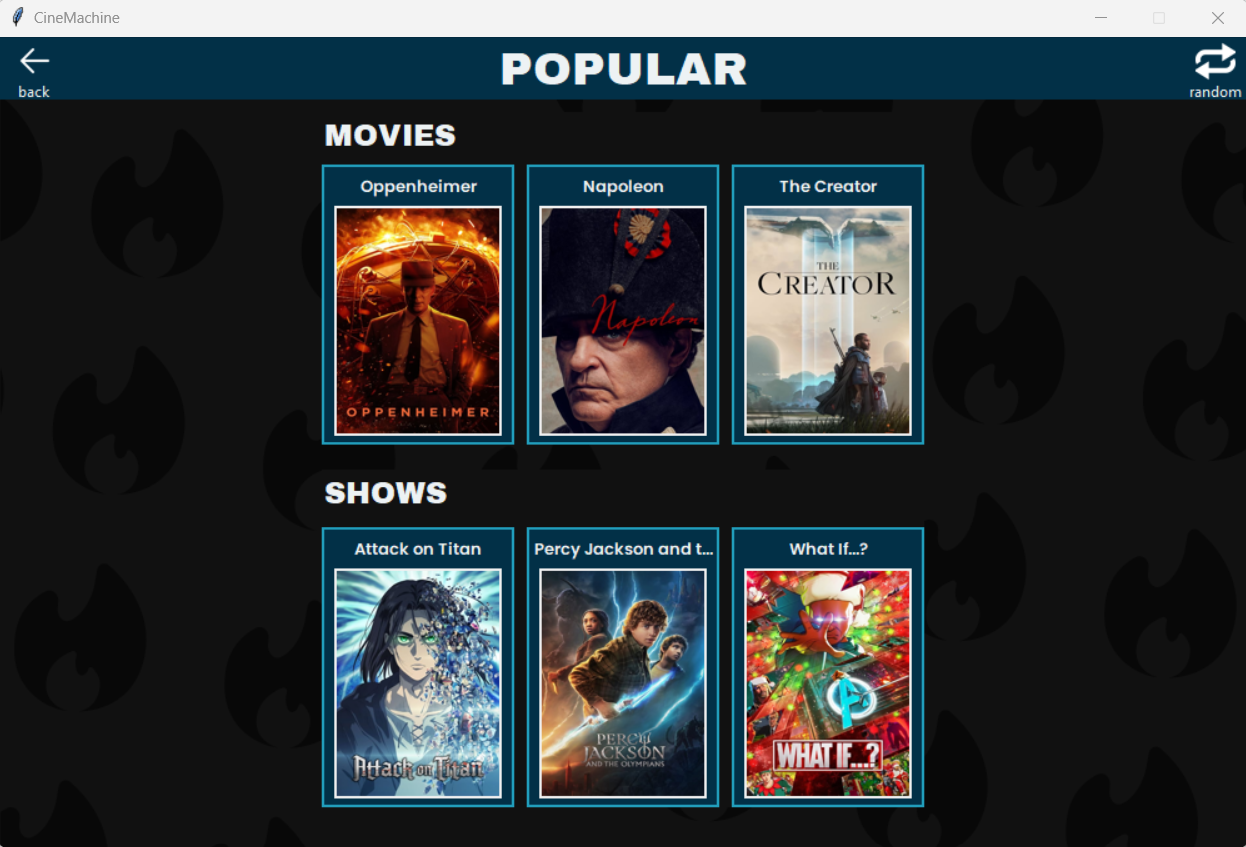 CineMachine
back
POPULAR
random
MOVIES
Oppenheimer
Napoleon
The Creator
OPPENHEIMER
Napoleon
THE
CREATOR
SHOWS
Attack on Titan
Percy Jackson and t...
What If...?
Attack on Titan
PERCY
JACKSON
AND THE OLYMPIANS
WHAT IF...?